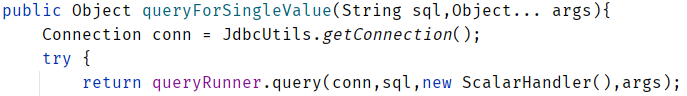 public Object queryForSingleValue(String sql,Object... args){
Connection conn = JdbcUtils.getConnection();
try {
return queryRunner.query(conn,sql,new ScalarHandler(),args);